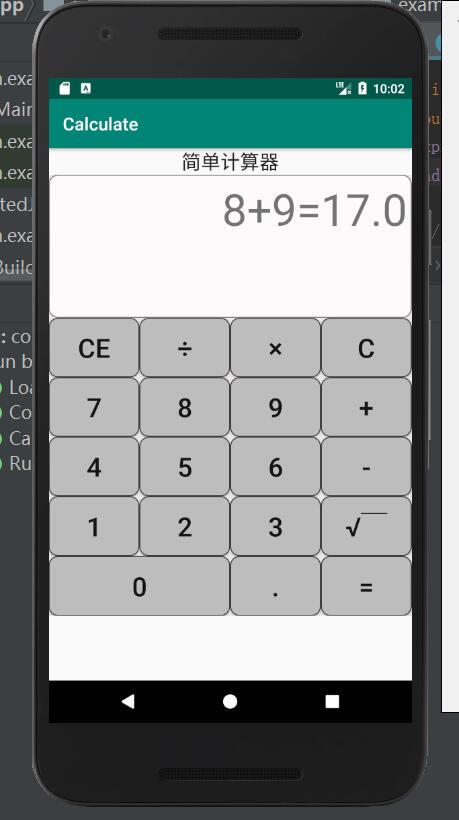 pp
exam
.exa
Main
.exa
.exa
ted
.exa
Build
: co
un b
Loa
Co
Ca
Ru
10:02
Calculate
简单计算器
8+9=17.0
CE ÷ × C
7 8 9 +
4 5 6 -
1 2 3 √‾
0 . =